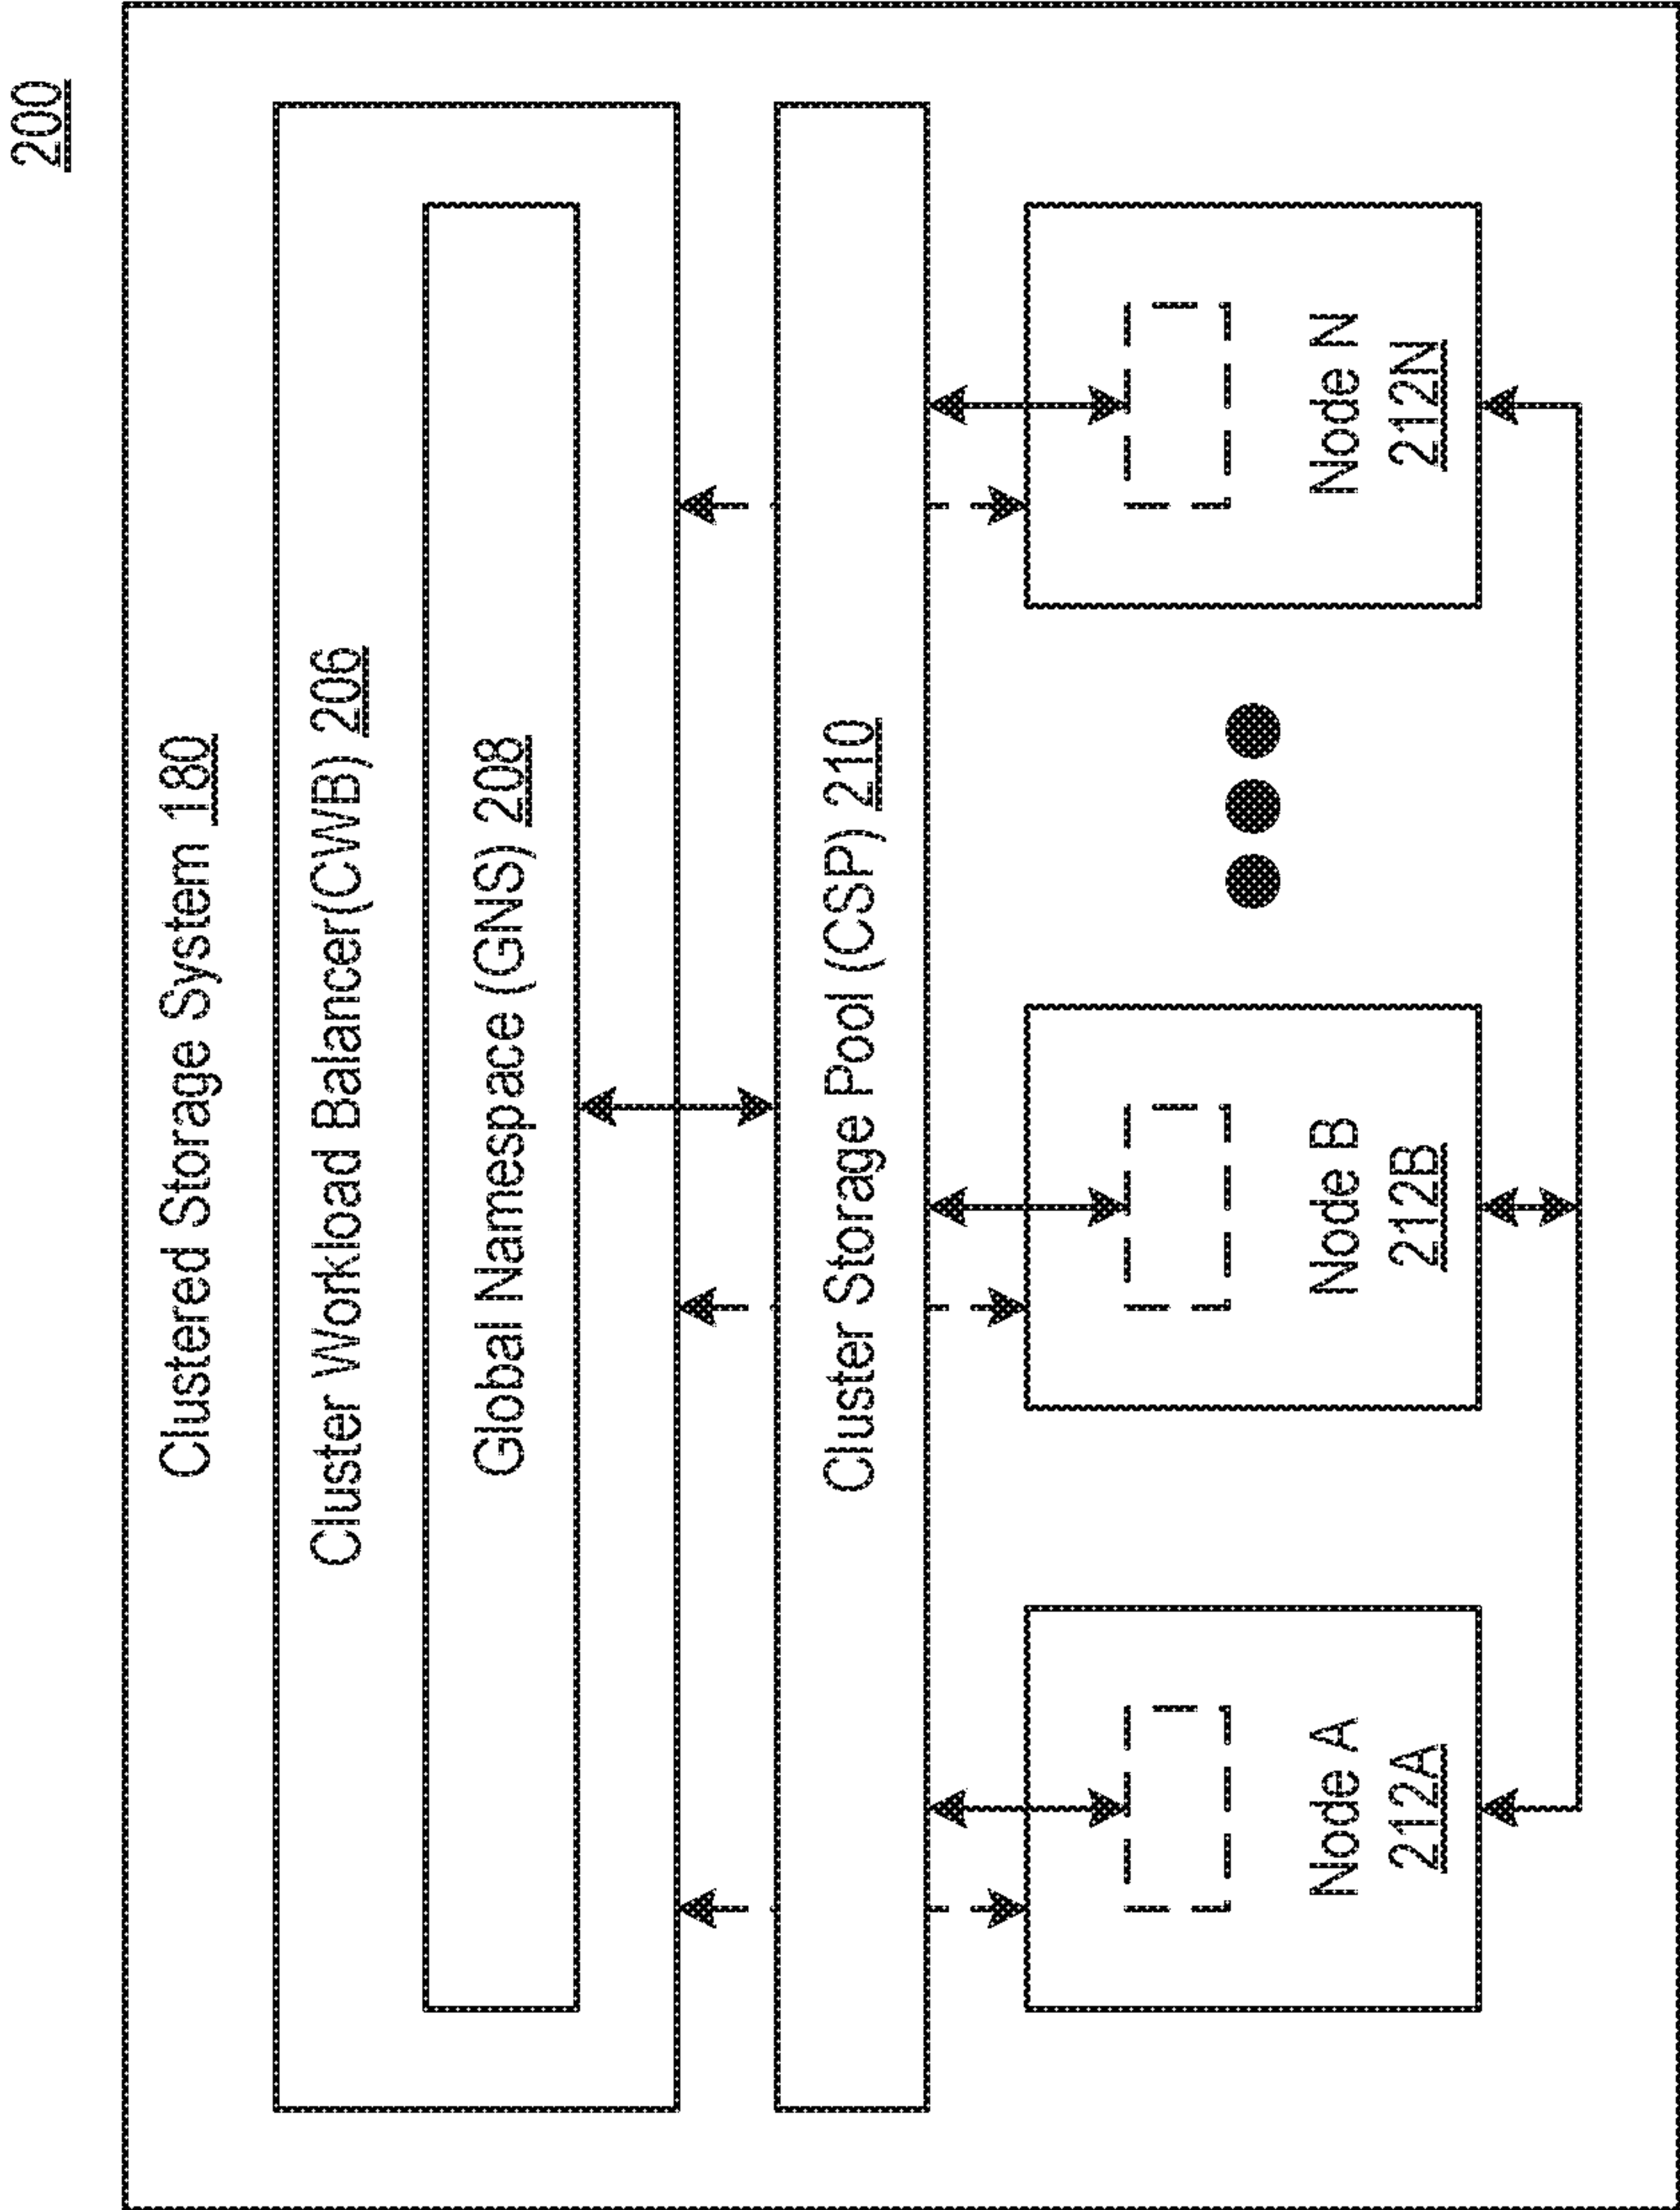 200
Clustered Storage System 180
Cluster Workload Balancer(CWB) 206
Global Namespace (GNS) 208
Cluster Storage Pool (CSP) 210
Node A
212A
Node B
212B
Node N
212N